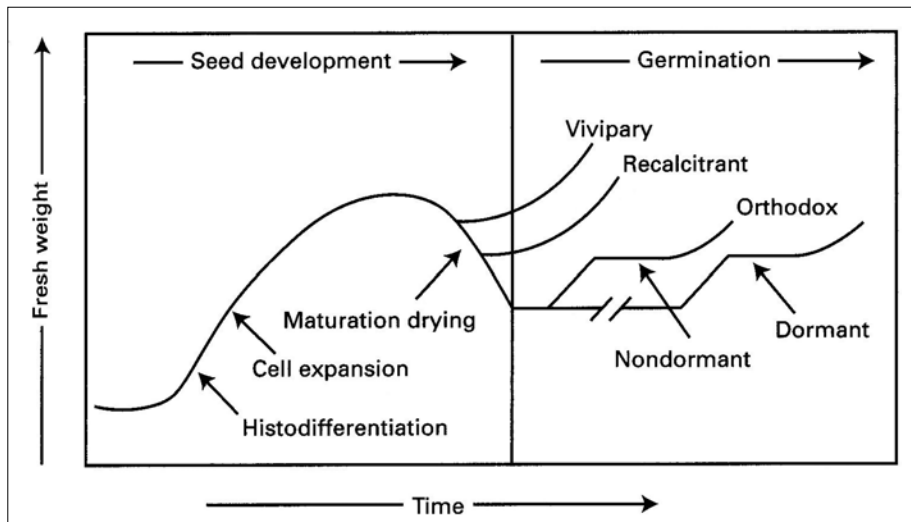 Seed development
Germination
Vivipary
Recalcitrant
Orthodox
Fresh weight
Maturation drying
Dormant
Nondormant
Cell expansion
Histodifferentiation
Time